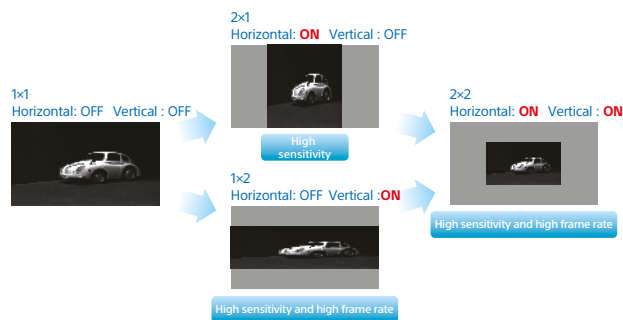 1×1
Horizontal: OFF Vertical : OFF
2×1
Horizontal: ON Vertical : OFF
High
sensitivity
1×2
Horizontal: OFF Vertical :ON
High sensitivity and high frame rate
2×2
Horizontal: ON Vertical : ON
High sensitivity and high frame rate